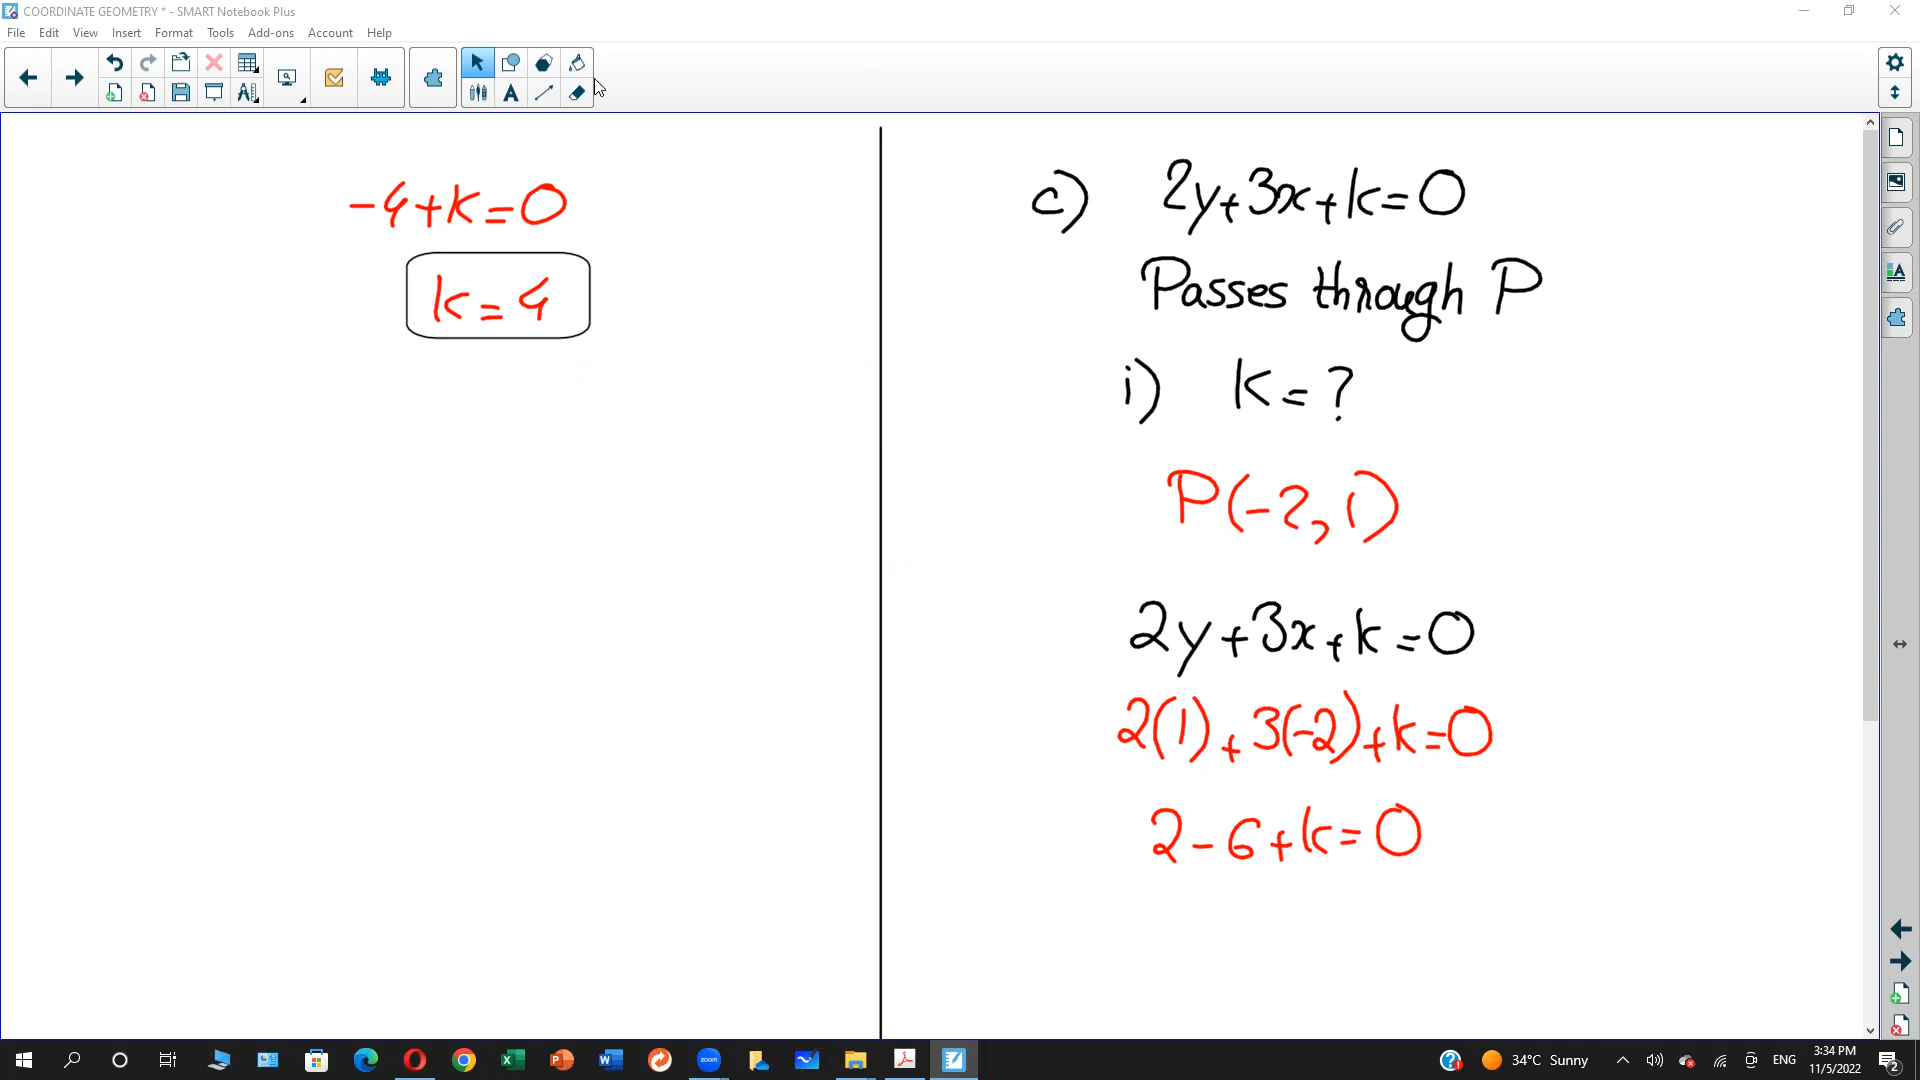 COORDINATE GEOMETRY * - SMART Notebook Plus
File Edit View Insert Format Tools Add-ons Account Help
-4+k=0
k=4
c) 2y+3x+k=0
Passes through P
i) k=?
P(-2,1)
2y+3x+k=0
2(1)+3(-2)+k=0
2-6+k=0
34°C Sunny
ENG
3:34 PM
11/5/2022
2